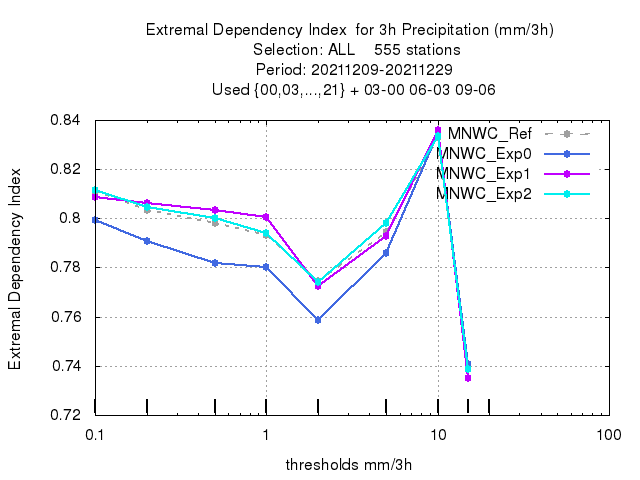 Extremal Dependency Index  for 3h Precipitation (mm/3h)
Selection: ALL    555 stations
Period: 20211209-20211229
Used {00,03,...,21} + 03-00 06-03 09-06
Extremal Dependency Index
0.84
0.82
0.8
0.78
0.76
0.74
0.72
MNWC_Ref
MNWC_Exp0
MNWC_Exp1
MNWC_Exp2
0.1
1
10
100
thresholds mm/3h